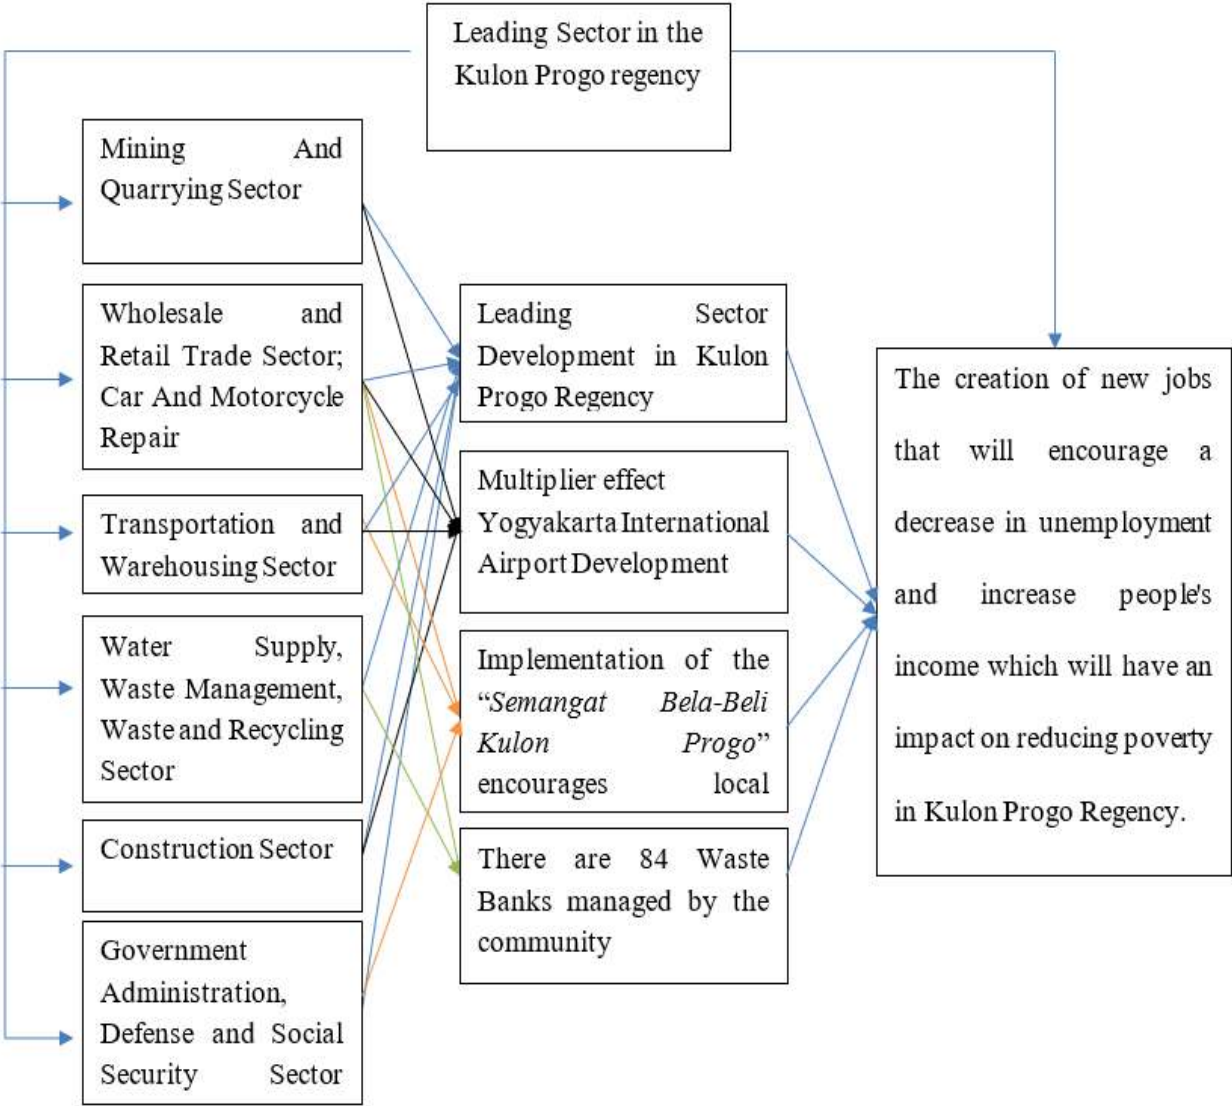 Leading Sector in the
Kulon Progo regency
Mining And
Quarrying Sector
Wholesale and
Retail Trade Sector;
Car And Motorcycle
Repair
Transportation and
Warehousing Sector
Water Supply,
Waste Management,
Waste and Recycling
Sector
Construction Sector
Government
Administration,
Defense and Social
Security Sector
Leading Sector
Development in Kulon
Progo Regency
Multiplier effect
Yogyakarta International
Airport Development
Implementation of the
“Semangat Bela-Beli
Kulon Progo”
encourages local
There are 84 Waste
Banks managed by the
community
The creation of new jobs
that will encourage a
decrease in unemployment
and increase people's
income which will have an
impact on reducing poverty
in Kulon Progo Regency.